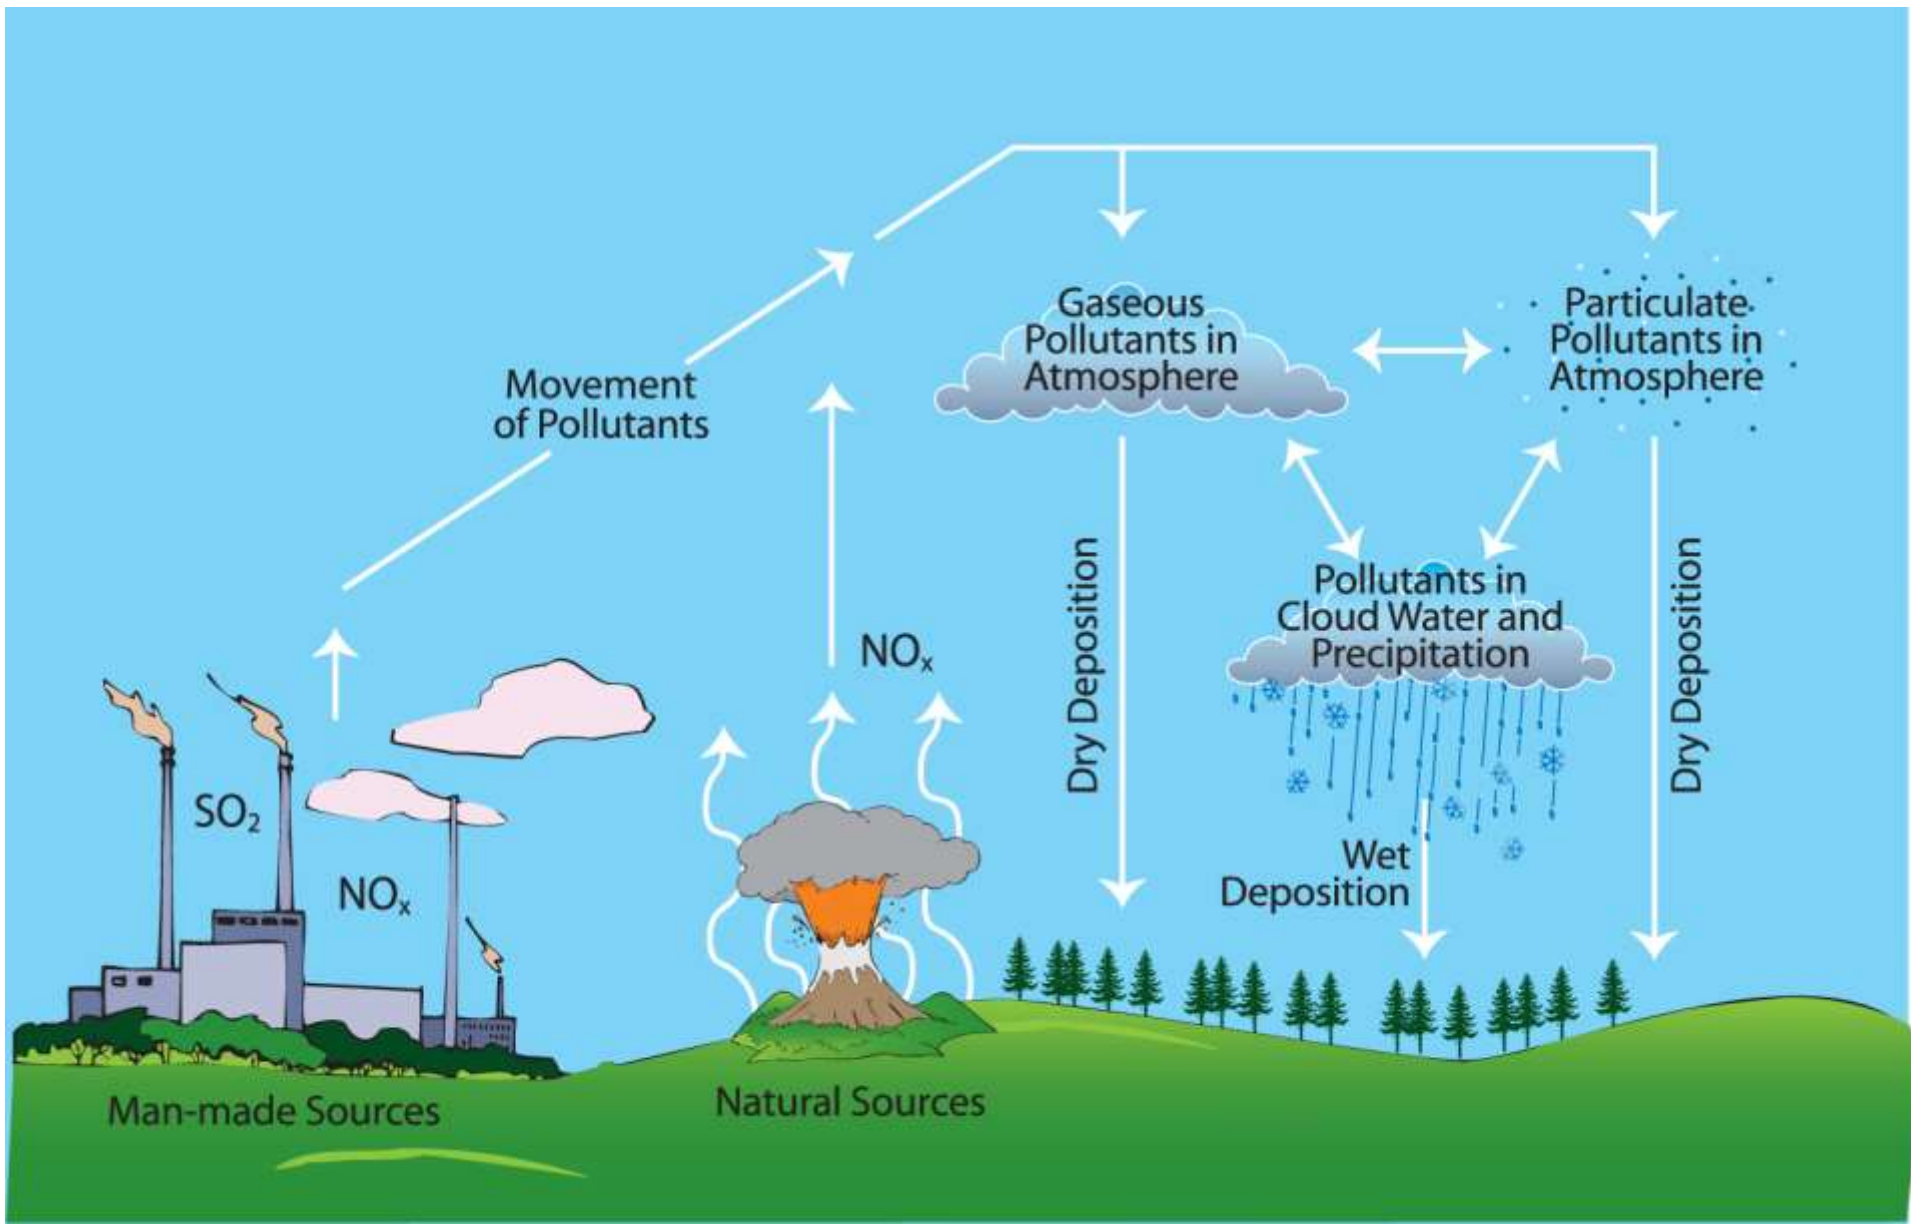 Gaseous
Pollutants in
Atmosphere
Particulate
Pollutants in
Atmosphere
Movement
of Pollutants
Pollutants in
Cloud Water and
Precipitation
Dry Deposition
Dry Deposition
NOₓ
SO₂
NOₓ
Wet
Deposition
Man-made Sources
Natural Sources